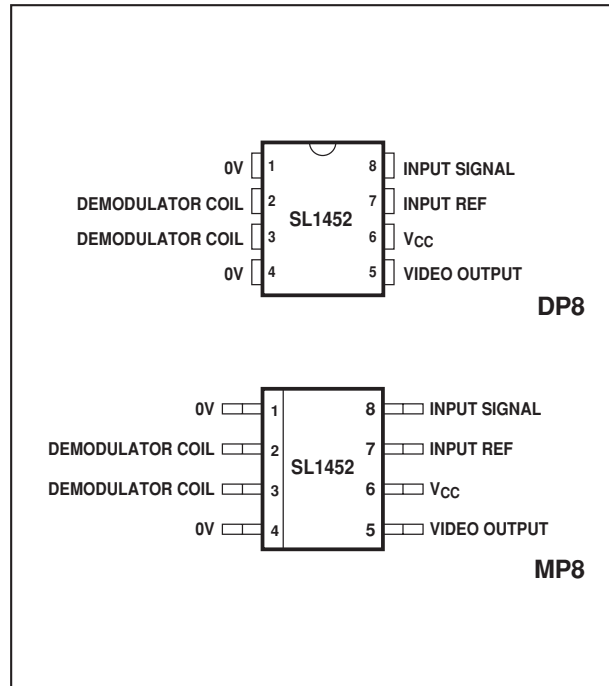 0V 1 8 INPUT SIGNAL
DEMODULATOR COIL 2 7 INPUT REF
SL1452
DEMODULATOR COIL 3 6 VCC
0V 4 5 VIDEO OUTPUT
DP8
0V 1 8 INPUT SIGNAL
DEMODULATOR COIL 2 7 INPUT REF
SL1452
DEMODULATOR COIL 3 6 VCC
0V 4 5 VIDEO OUTPUT
MP8